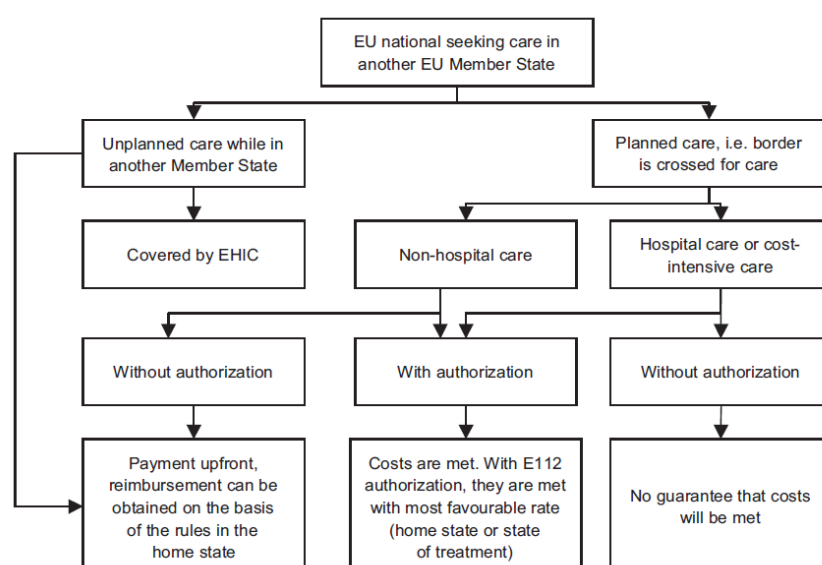 EU national seeking care in
another EU Member State
Unplanned care while in
another Member State
Planned care, i.e. border
is crossed for care
Covered by EHIC
Non-hospital care
Hospital care or cost-
intensive care
Without authorization
With authorization
Without authorization
Payment upfront,
reimbursement can be
obtained on the basis
of the rules in the
home state
Costs are met. With E112
authorization, they are met
with most favourable rate
(home state or state
of treatment)
No guarantee that costs
will be met